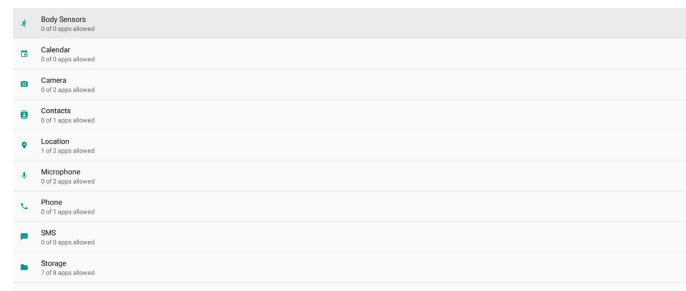 Body Sensors
0 of 0 apps allowed
Calendar
0 of 0 apps allowed
Camera
0 of 2 apps allowed
Contacts
0 of 1 apps allowed
Location
1 of 2 apps allowed
Microphone
0 of 2 apps allowed
Phone
0 of 1 apps allowed
SMS
0 of 0 apps allowed
Storage
7 of 8 apps allowed